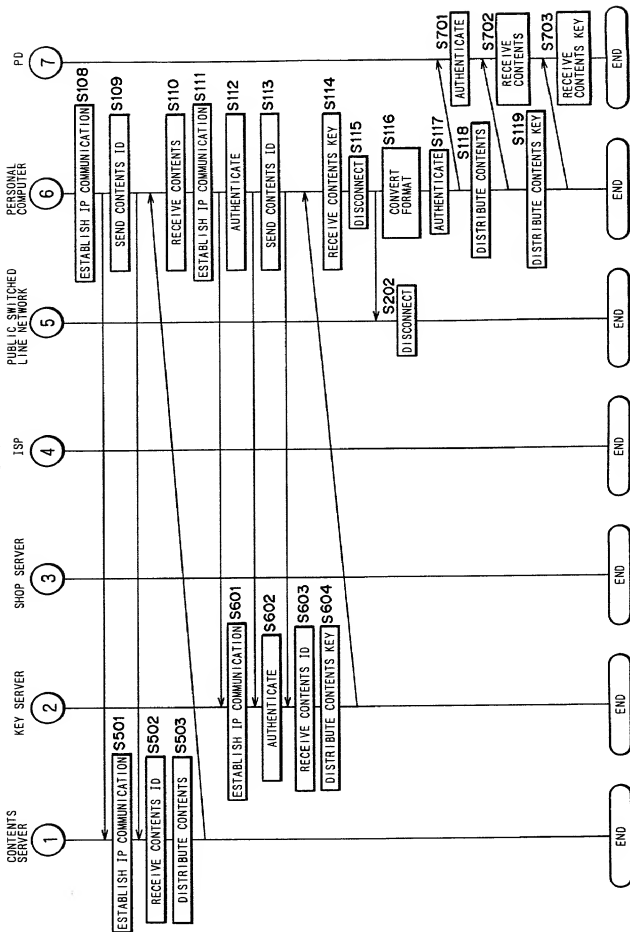 CONTENTS
SERVER
1
KEY SERVER
2
SHOP SERVER
3
ISP
4
PUBLIC SWITCHED
LINE NETWORK
5
PERSONAL
COMPUTER
6
PD
7
ESTABLISH IP COMMUNICATION S501
RECEIVE CONTENTS ID S502
DISTRIBUTE CONTENTS S503
END
ESTABLISH IP COMMUNICATION S601
AUTHENTICATE S602
RECEIVE CONTENTS ID S603
DISTRIBUTE CONTENTS KEY S604
END
END
END
S202
DISCONNECT
END
ESTABLISH IP COMMUNICATION S108
SEND CONTENTS ID S109
RECEIVE CONTENTS S110
ESTABLISH IP COMMUNICATION S111
AUTHENTICATE S112
SEND CONTENTS ID S113
RECEIVE CONTENTS KEY S114
DISCONNECT S115
CONVERT
FORMAT
S116
AUTHENTICATE S117
DISTRIBUTE CONTENTS S118
DISTRIBUTE CONTENTS KEY S119
END
AUTHENTICATE S701
RECEIVE
CONTENTS
S702
RECEIVE
CONTENTS KEY
S703
END